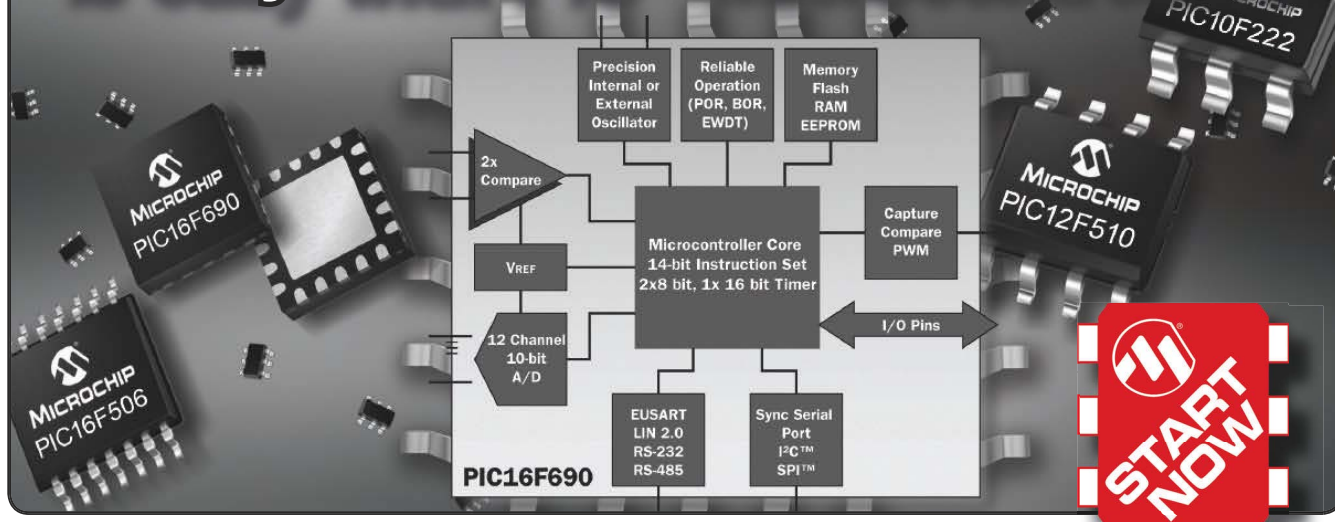 Precision
Internal or
External
Oscillator
Reliable
Operation
(POR, BOR,
EWDT)
Memory
Flash
RAM
EEPROM
MICROCHIP
PIC10F222
2x
Compare
MICROCHIP
PIC16F690
MICROCHIP
PIC12F510
Microcontroller Core
14-bit Instruction Set
2x8 bit, 1x 16 bit Timer
Capture
Compare
PWM
VREF
I/O Pins
12 Channel
10-bit
A/D
MICROCHIP
PIC16F506
EUSART
LIN 2.0
RS-232
RS-485
Sync Serial
Port
I²C™
SPI™
PIC16F690
START
NOW